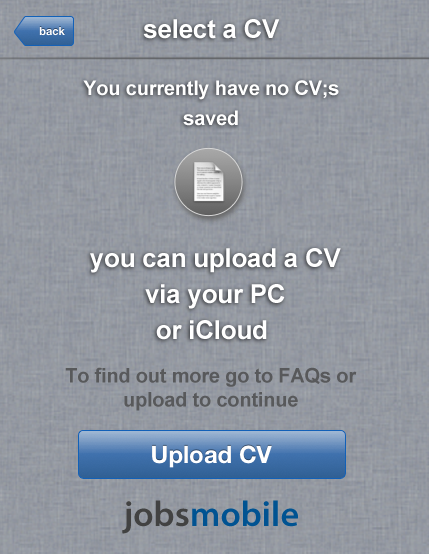 back
select a CV
You currently have no CV;s
saved
you can upload a CV
via your PC
or iCloud
To find out more go to FAQs or
upload to continue
Upload CV
jobsmobile